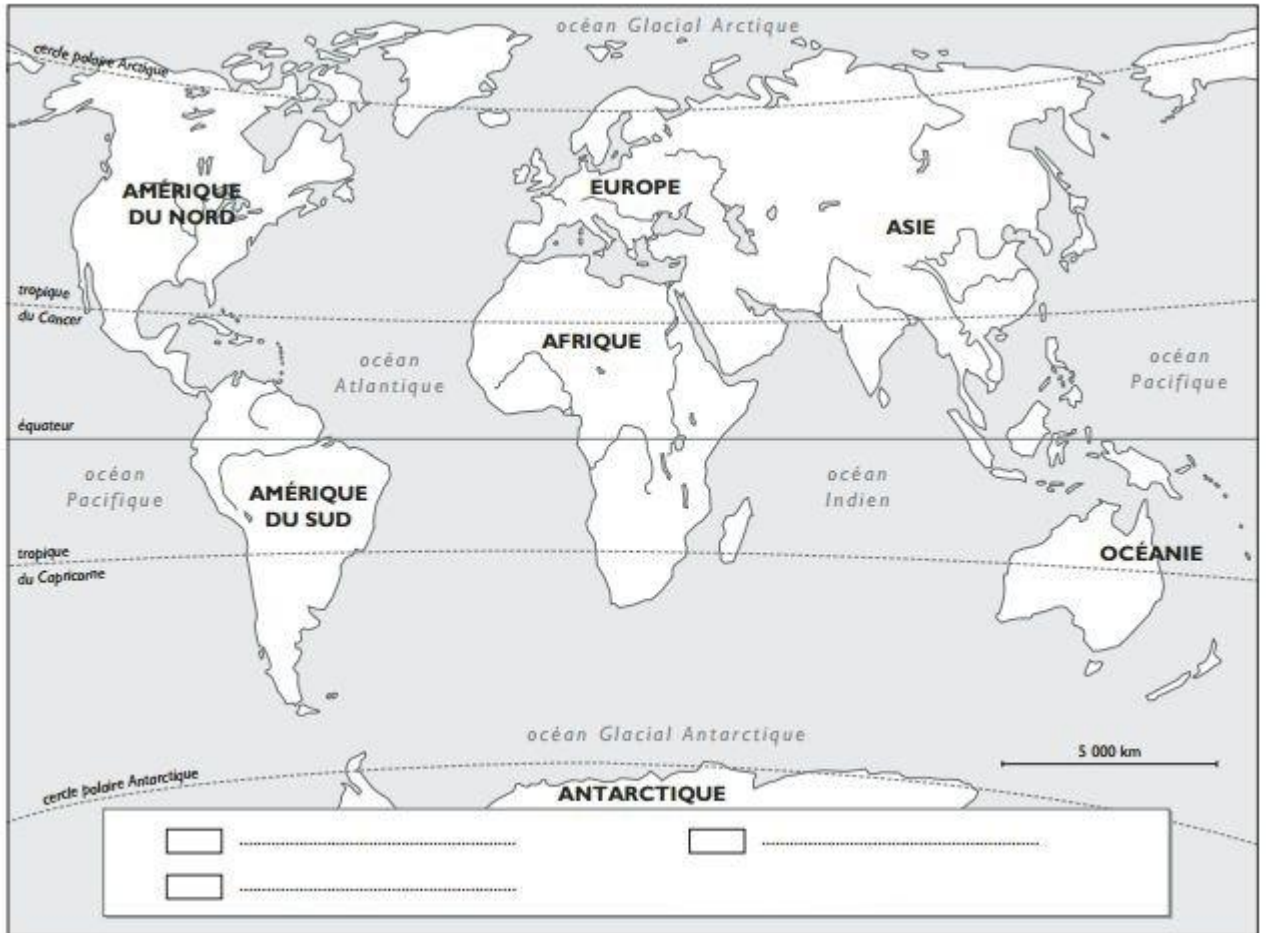 océan Glacial Arctique
cercle polaire Arctique
AMÉRIQUE
DU NORD
EUROPE
ASIE
tropique
du Cancer
AFRIQUE
océan
Atlantique
océan
Pacifique
équateur
océan
Pacifique
AMÉRIQUE
DU SUD
océan
Indien
OCÉANIE
tropique
du Capricorne
océan Glacial Antarctique
5 000 km
cercle polaire Antarctique
ANTARCTIQUE